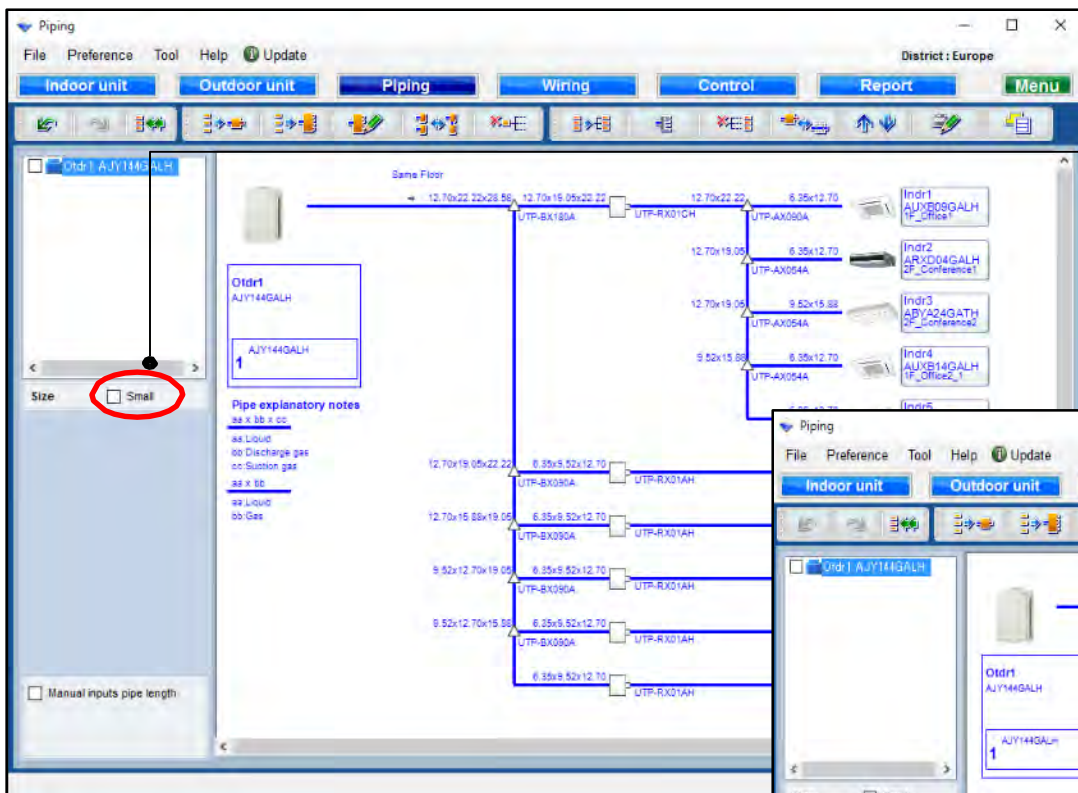 Piping
File Preference Tool Help Update
District : Europe
Indoor unit Outdoor unit Piping Wiring Control Report Menu
Otdr1 AJY144GALH
Size Small
Manual inputs pipe length
Same Floor
12.70x22.22x28.58 12.70x19.05x22.22 12.70x22.22 6.35x12.70
UTP-BX180A UTP-RX01CH UTP-AX090A
Indr1
AUXB09GALH
1F_Office1
12.70x19.05 6.35x12.70
UTP-AX054A
Indr2
ARXD04GALH
2F_Conference1
12.70x19.05 9.52x15.88
UTP-AX054A
Indr3
ABYA24GATH
2F_Conference2
9.52x15.88 6.35x12.70
UTP-AX054A
Indr4
AUXB14GALH
1F_Office2_1
Indr5
Otdr1
AJY144GALH
AJY144GALH
1
Pipe explanatory notes
aa x bb x cc
aa:Liquid
bb:Discharge gas
cc:Suction gas
aa x bb
aa:Liquid
bb:Gas
12.70x19.05x22.22 6.35x9.52x12.70
UTP-BX090A UTP-RX01AH
12.70x15.88x19.05 6.35x9.52x12.70
UTP-BX090A UTP-RX01AH
9.52x12.70x19.05 6.35x9.52x12.70
UTP-BX090A UTP-RX01AH
9.52x12.70x15.88 6.35x9.52x12.70
UTP-BX090A UTP-RX01AH
6.35x9.52x12.70
UTP-RX01AH
Piping
File Preference Tool Help Update
Indoor unit Outdoor unit
Otdr1 AJY144GALH
Otdr1
AJY144GALH
AJY144GALH
1